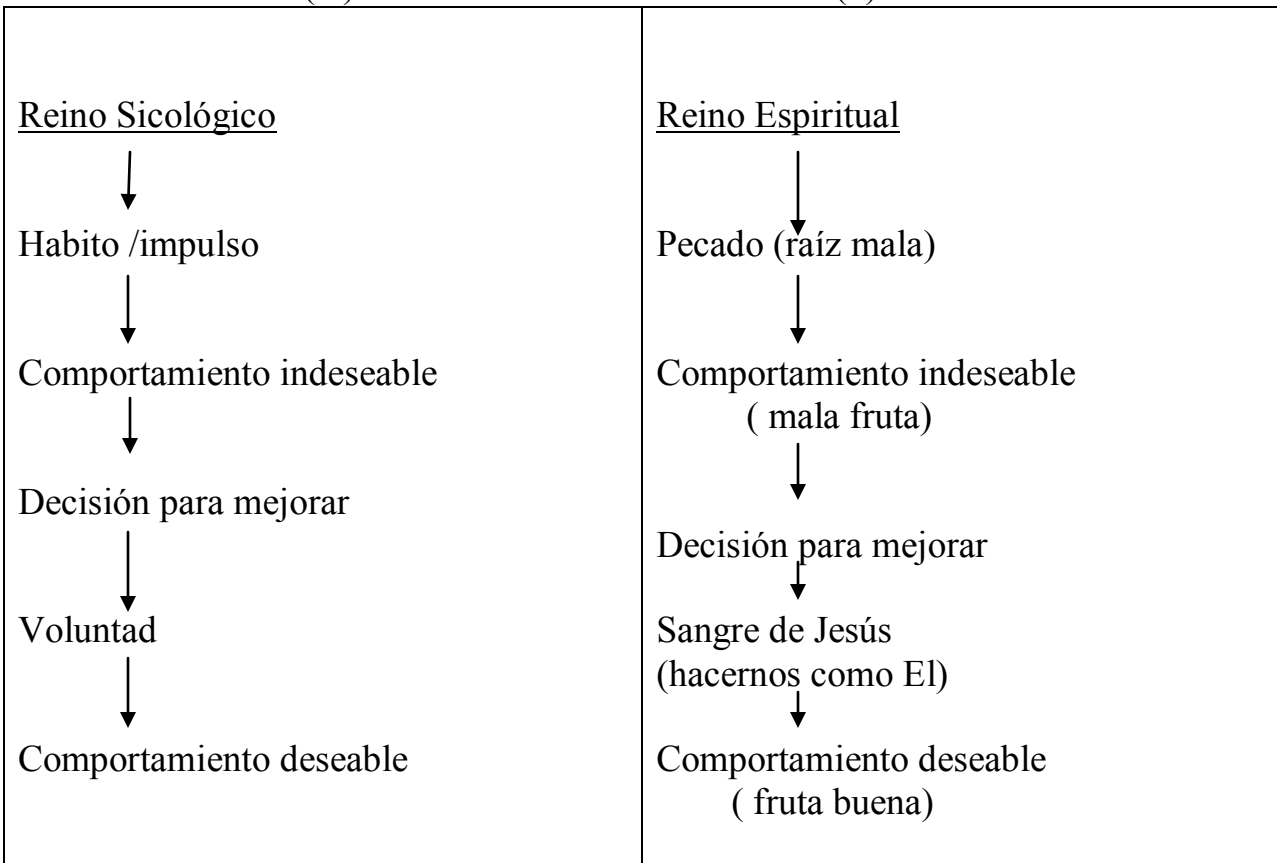 Reino Sicológico
Habito /impulso
Comportamiento indeseable
Decisión para mejorar
Voluntad
Comportamiento deseable
Reino Espiritual
Pecado (raíz mala)
Comportamiento indeseable
( mala fruta)
Decisión para mejorar
Sangre de Jesús
(hacernos como El)
Comportamiento deseable
( fruta buena)